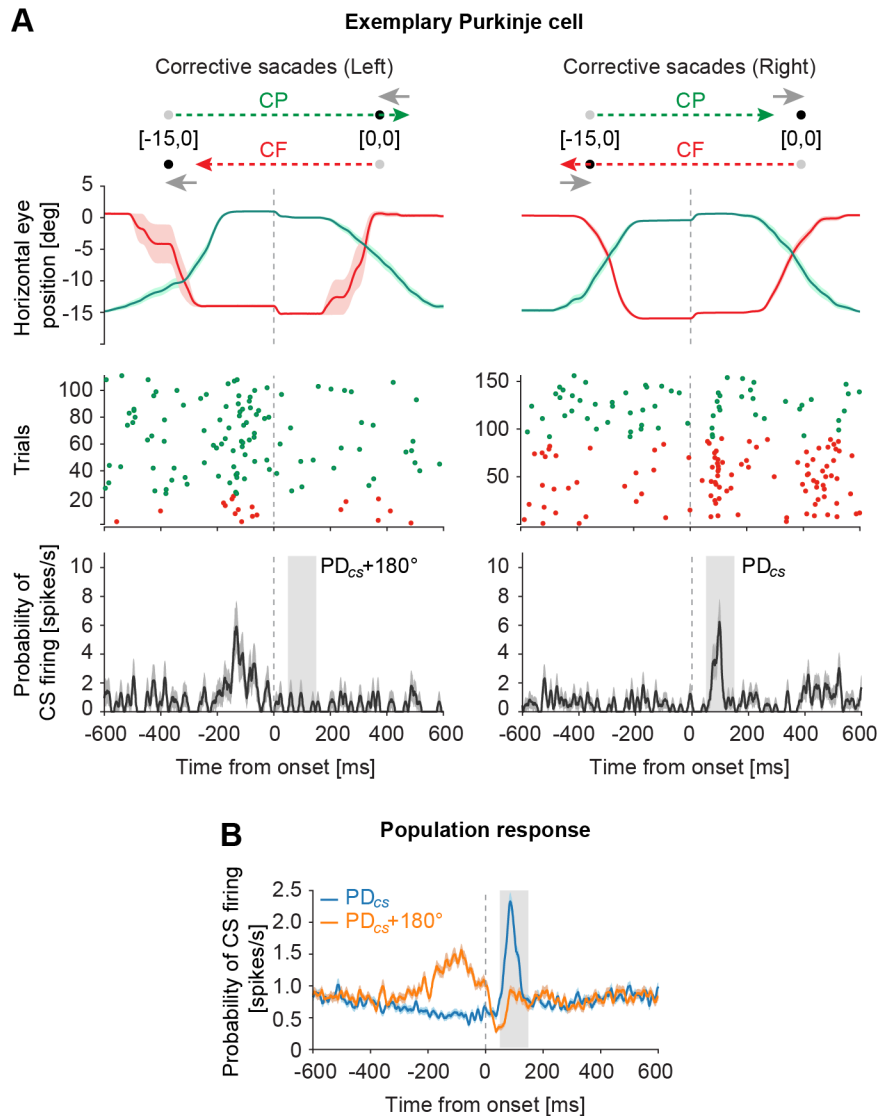 A
Exemplary Purkinje cell
Corrective sacades (Left)
CP
[-15,0]
[0,0]
CF
Corrective sacades (Right)
CP
[-15,0]
[0,0]
CF
Horizontal eye
position [deg]
5
0
-5
-10
-15
Trials
100
80
60
40
20
150
100
50
Probability of
CS firing [spikes/s]
10
8
6
4
2
0
PDcs+180°
-600 -400 -200 0 200 400 600
Time from onset [ms]
10
8
6
4
2
0
PDcs
-600 -400 -200 0 200 400 600
Time from onset [ms]
B
Population response
Probability of CS firing
[spikes/s]
2.5
2.0
1.0
0.5
0
PDcs
PDcs+180°
-600 -400 -200 0 200 400 600
Time from onset [ms]